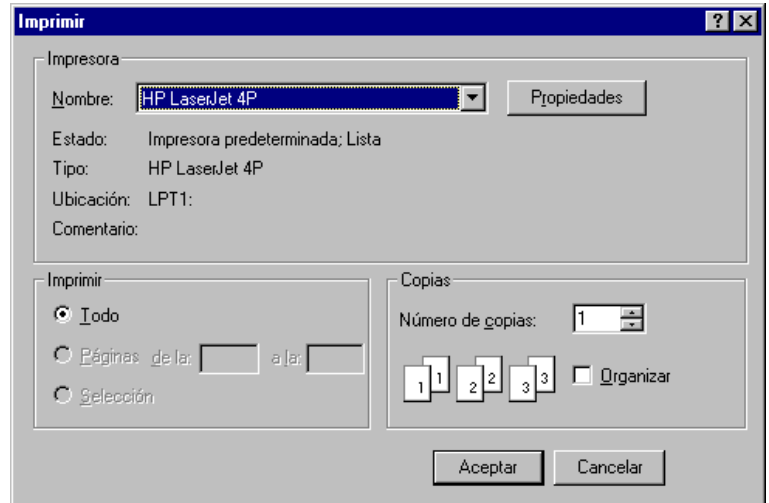 Imprimir
Impresora
Nombre: HP LaserJet 4P Propiedades
Estado: Impresora predeterminada; Lista
Tipo: HP LaserJet 4P
Ubicación: LPT1:
Comentario:
Imprimir
Todo
Páginas de la: a la:
Selección
Copias
Número de copias: 1
1 1 2 2 3 3 Organizar
Aceptar Cancelar